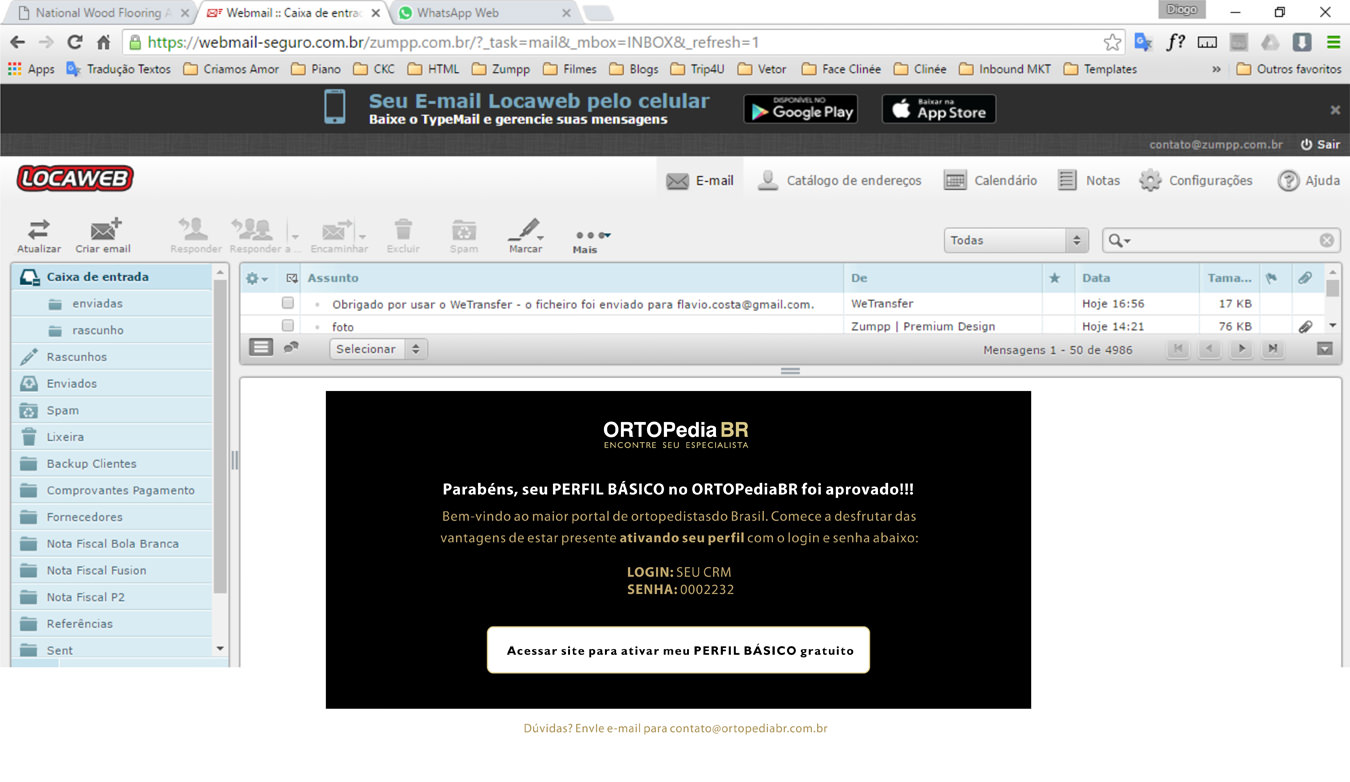 National Wood Flooring A
Webmail :: Caixa de entra
WhatsApp Web
Diogo
https://webmail-seguro.com.br/zumpp.com.br/?_task=mail&_mbox=INBOX&_refresh=1
f?
Apps Tradução Textos Criamos Amor Piano CKC HTML Zumpp Filmes Blogs Trip4U Vetor Face Clinée Clinée Inbound MKT Templates » Outros favoritos
Seu E-mail Locaweb pelo celular
Baixe o TypeMail e gerencie suas mensagens
DISPONÍVEL NO
Google Play
Baixar na
App Store
contato@zumpp.com.br Sair
LOCAWEB
E-mail Catálogo de endereços Calendário Notas Configurações Ajuda
Atualizar Criar email Responder Responder a ... Encaminhar Excluir Spam Marcar Mais
Todas
Caixa de entrada
enviadas
rascunho
Rascunhos
Enviados
Spam
Lixeira
Backup Clientes
Comprovantes Pagamento
Fornecedores
Nota Fiscal Bola Branca
Nota Fiscal Fusion
Nota Fiscal P2
Referências
Sent
Assunto De Data Tama...
Obrigado por usar o WeTransfer - o ficheiro foi enviado para flavio.costa@gmail.com. WeTransfer Hoje 16:56 17 KB
foto Zumpp | Premium Design Hoje 14:21 76 KB
Selecionar Mensagens 1 - 50 de 4986
ORTOPedia BR
ENCONTRE SEU ESPECIALISTA
Parabéns, seu PERFIL BÁSICO no ORTOPediaBR foi aprovado!!!
Bem-vindo ao maior portal de ortopedistasdo Brasil. Comece a desfrutar das
vantagens de estar presente ativando seu perfil com o login e senha abaixo:
LOGIN: SEU CRM
SENHA: 0002232
Acessar site para ativar meu PERFIL BÁSICO gratuito
Dúvidas? EnvIe e-mail para contato@ortopediabr.com.br